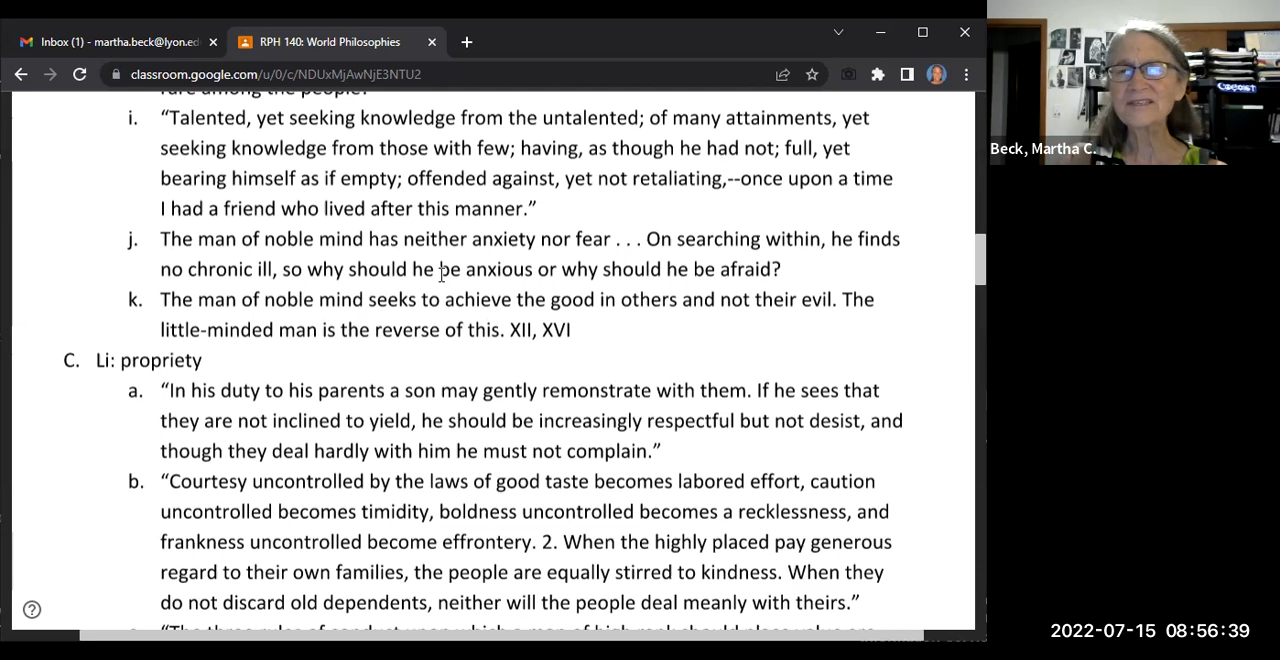 Inbox (1) - martha.beck@lyon.ed
RPH 140: World Philosophies
classroom.google.com/u/0/c/NDUxMjAwNjE3NTU2
rare among the people.
i. “Talented, yet seeking knowledge from the untalented; of many attainments, yet
seeking knowledge from those with few; having, as though he had not; full, yet
bearing himself as if empty; offended against, yet not retaliating,--once upon a time
I had a friend who lived after this manner.”
j. The man of noble mind has neither anxiety nor fear . . . On searching within, he finds
no chronic ill, so why should he be anxious or why should he be afraid?
k. The man of noble mind seeks to achieve the good in others and not their evil. The
little-minded man is the reverse of this. XII, XVI
C. Li: propriety
a. “In his duty to his parents a son may gently remonstrate with them. If he sees that
they are not inclined to yield, he should be increasingly respectful but not desist, and
though they deal hardly with him he must not complain.”
b. “Courtesy uncontrolled by the laws of good taste becomes labored effort, caution
uncontrolled becomes timidity, boldness uncontrolled becomes a recklessness, and
frankness uncontrolled become effrontery. 2. When the highly placed pay generous
regard to their own families, the people are equally stirred to kindness. When they
do not discard old dependents, neither will the people deal meanly with theirs.”
Beck, Martha C.
2022-07-15 08:56:39